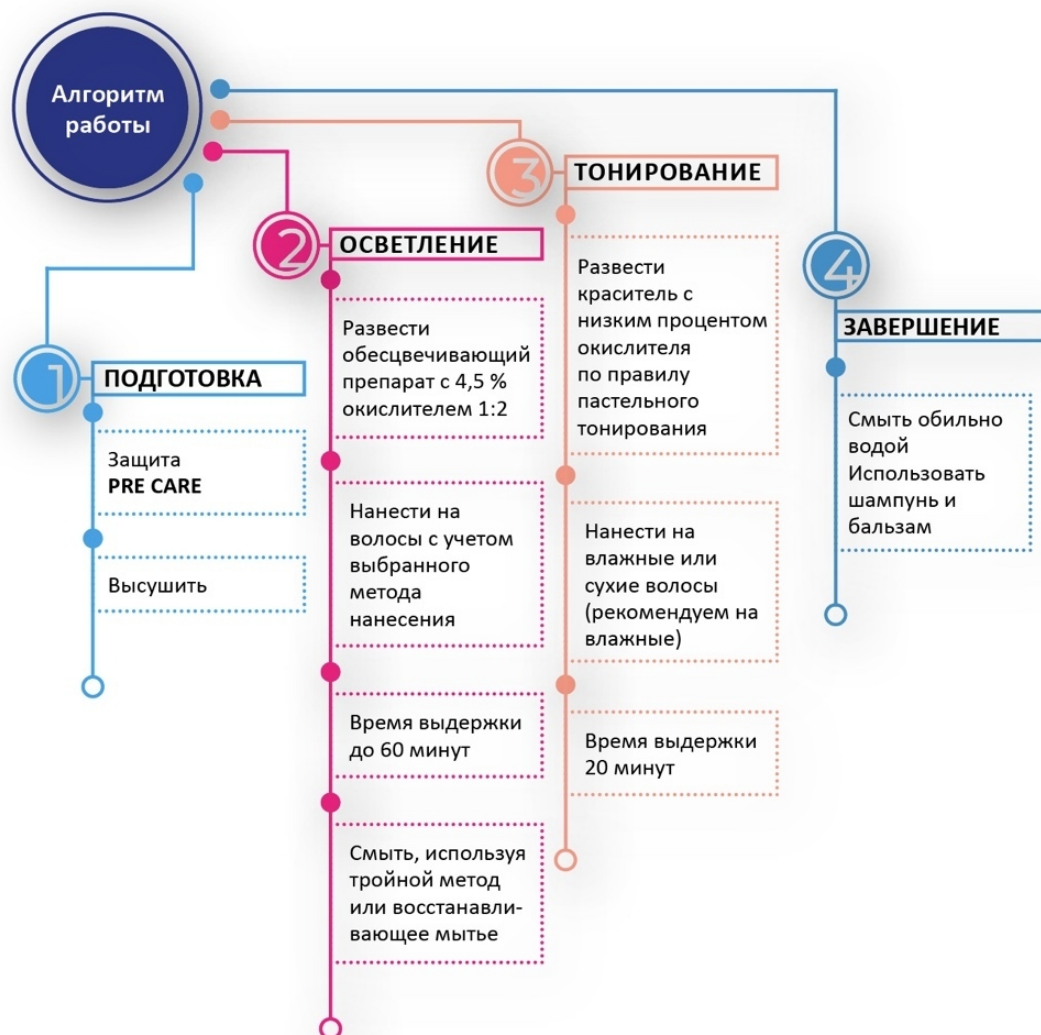 Алгоритм
работы
1
ПОДГОТОВКА
Защита
PRE CARE
Высушить
2
ОСВЕТЛЕНИЕ
Развести
обесцвечивающий
препарат с 4,5 %
окислителем 1:2
Нанести на
волосы с учетом
выбранного
метода
нанесения
Время выдержки
до 60 минут
Смыть, используя
тройной метод
или восстанавли-
вающее мытье
3
ТОНИРОВАНИЕ
Развести
краситель с
низким процентом
окислителя
по правилу
пастельного
тонирования
Нанести на
влажные или
сухие волосы
(рекомендуем на
влажные)
Время выдержки
20 минут
4
ЗАВЕРШЕНИЕ
Смыть обильно
водой
Использовать
шампунь и
бальзам